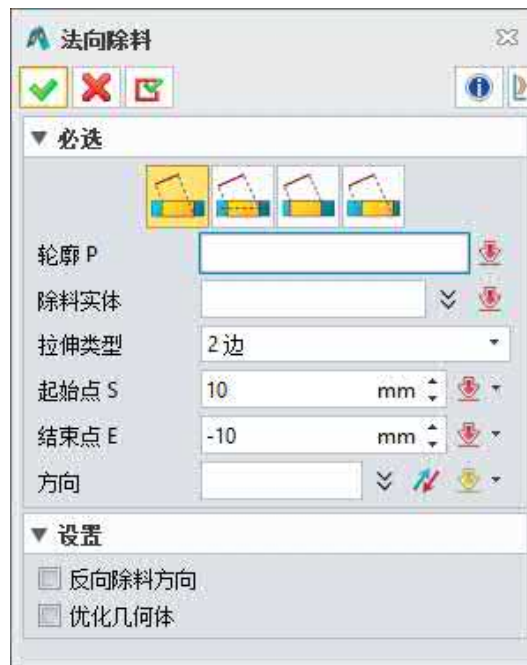 法向除料
必选
轮廓 P
除料实体
拉伸类型 2 边
起始点 S 10 mm
结束点 E -10 mm
方向
设置
反向除料方向
优化几何体